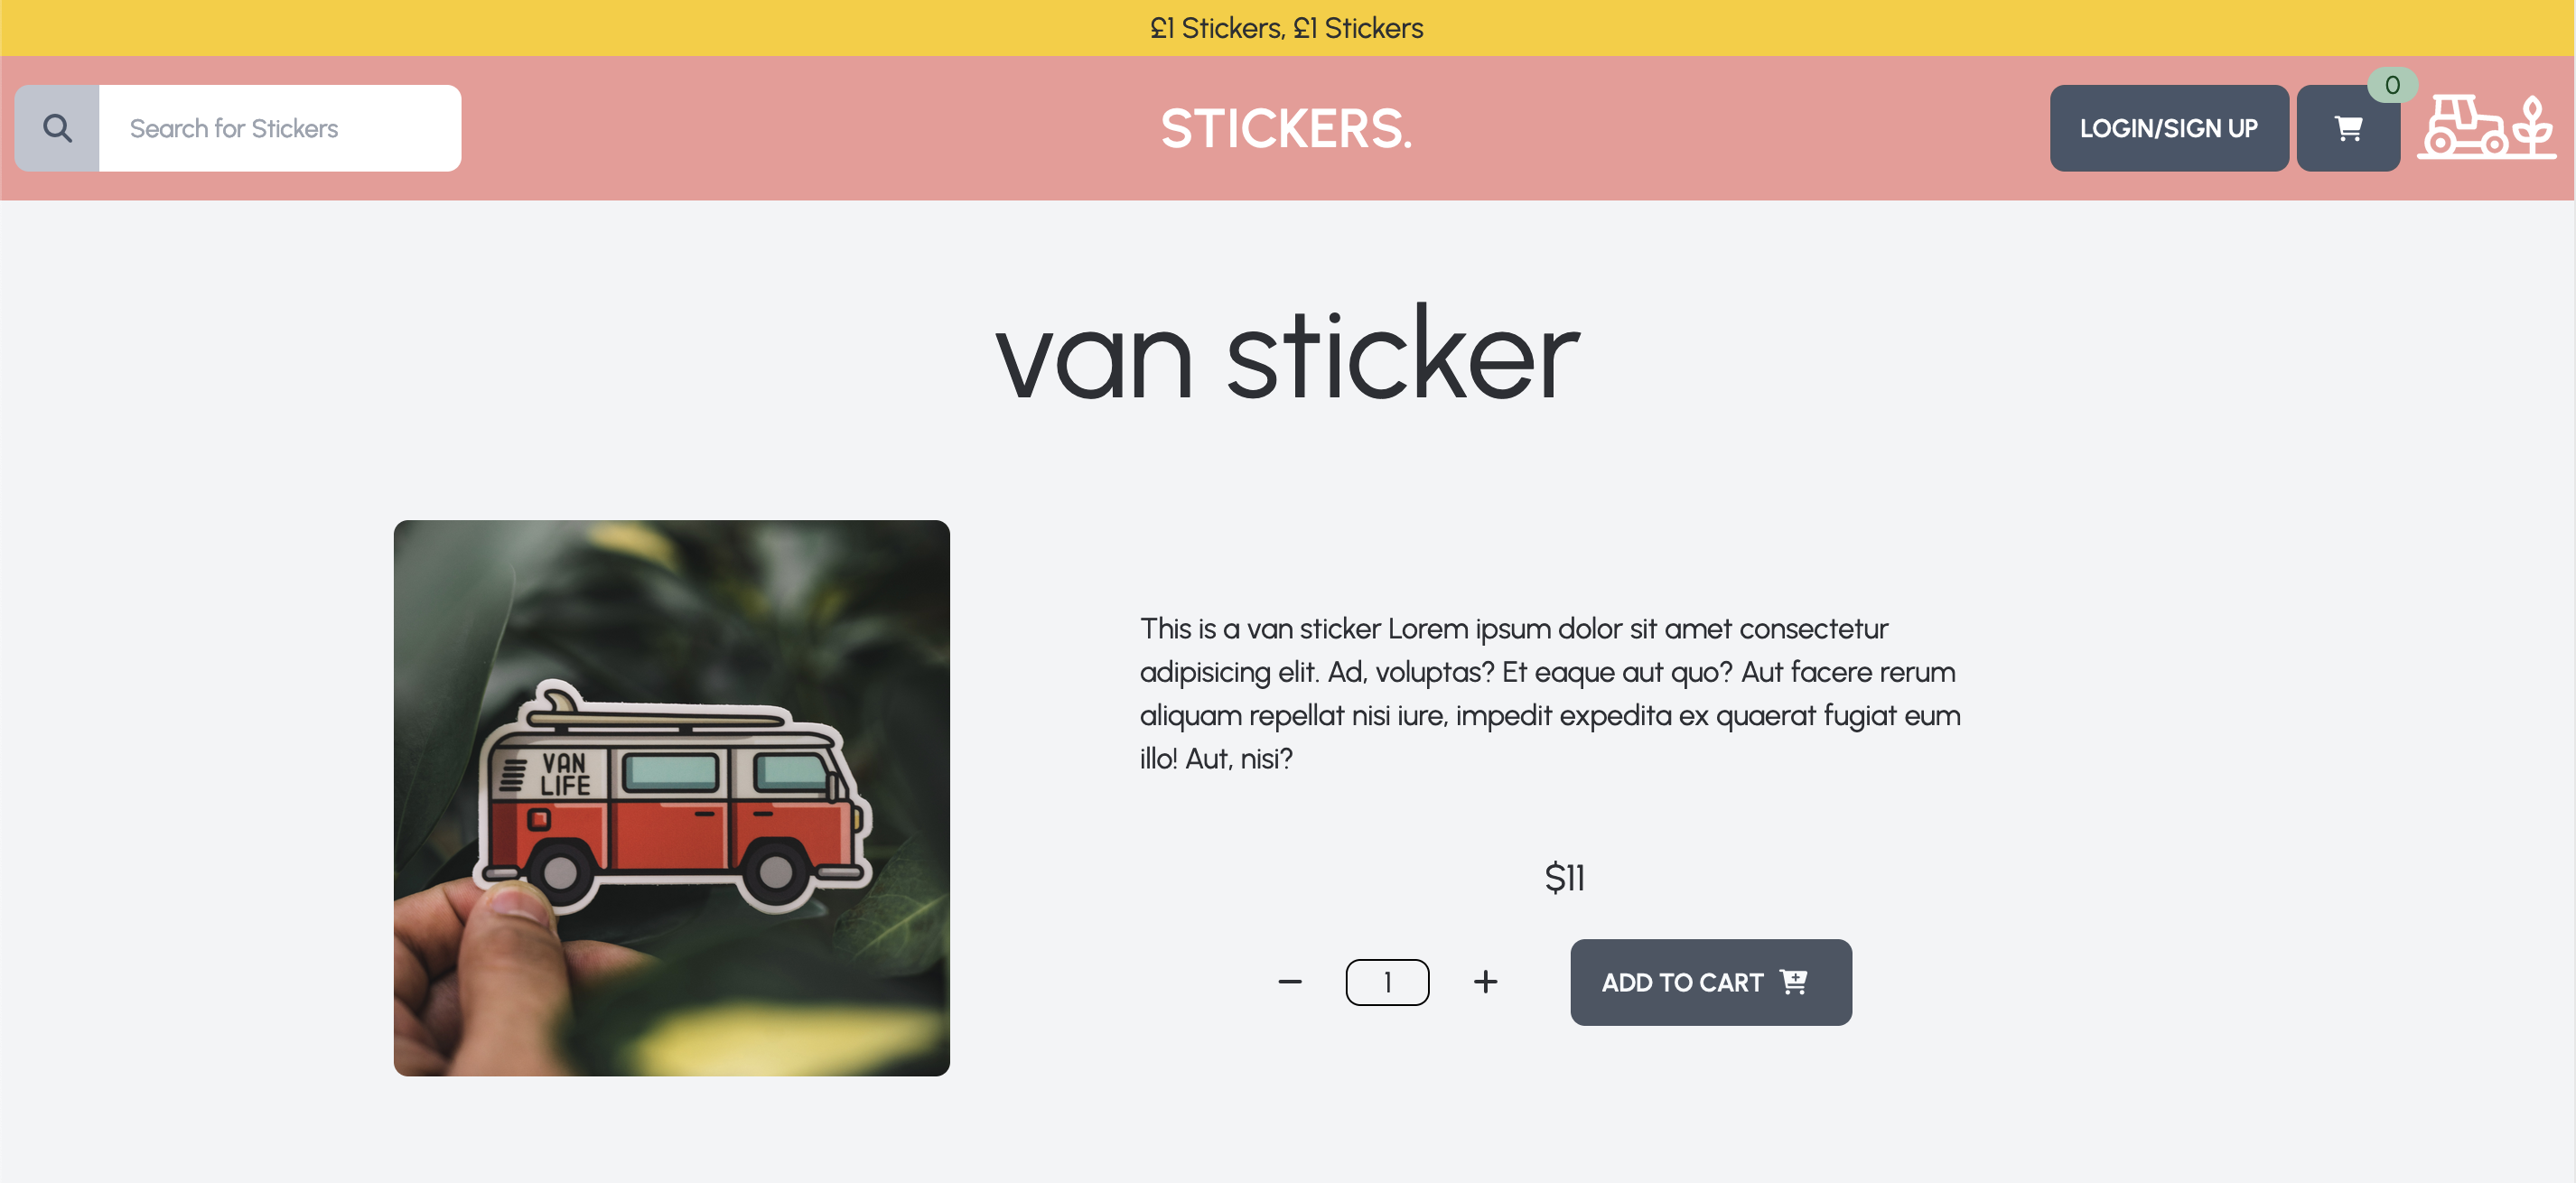 £1 Stickers, £1 Stickers
Search for Stickers
STICKERS.
LOGIN/SIGN UP
0
van sticker
VAN
LIFE
This is a van sticker Lorem ipsum dolor sit amet consectetur
adipisicing elit. Ad, voluptas? Et eaque aut quo? Aut facere rerum
aliquam repellat nisi iure, impedit expedita ex quaerat fugiat eum
illo! Aut, nisi?
$11
1
ADD TO CART